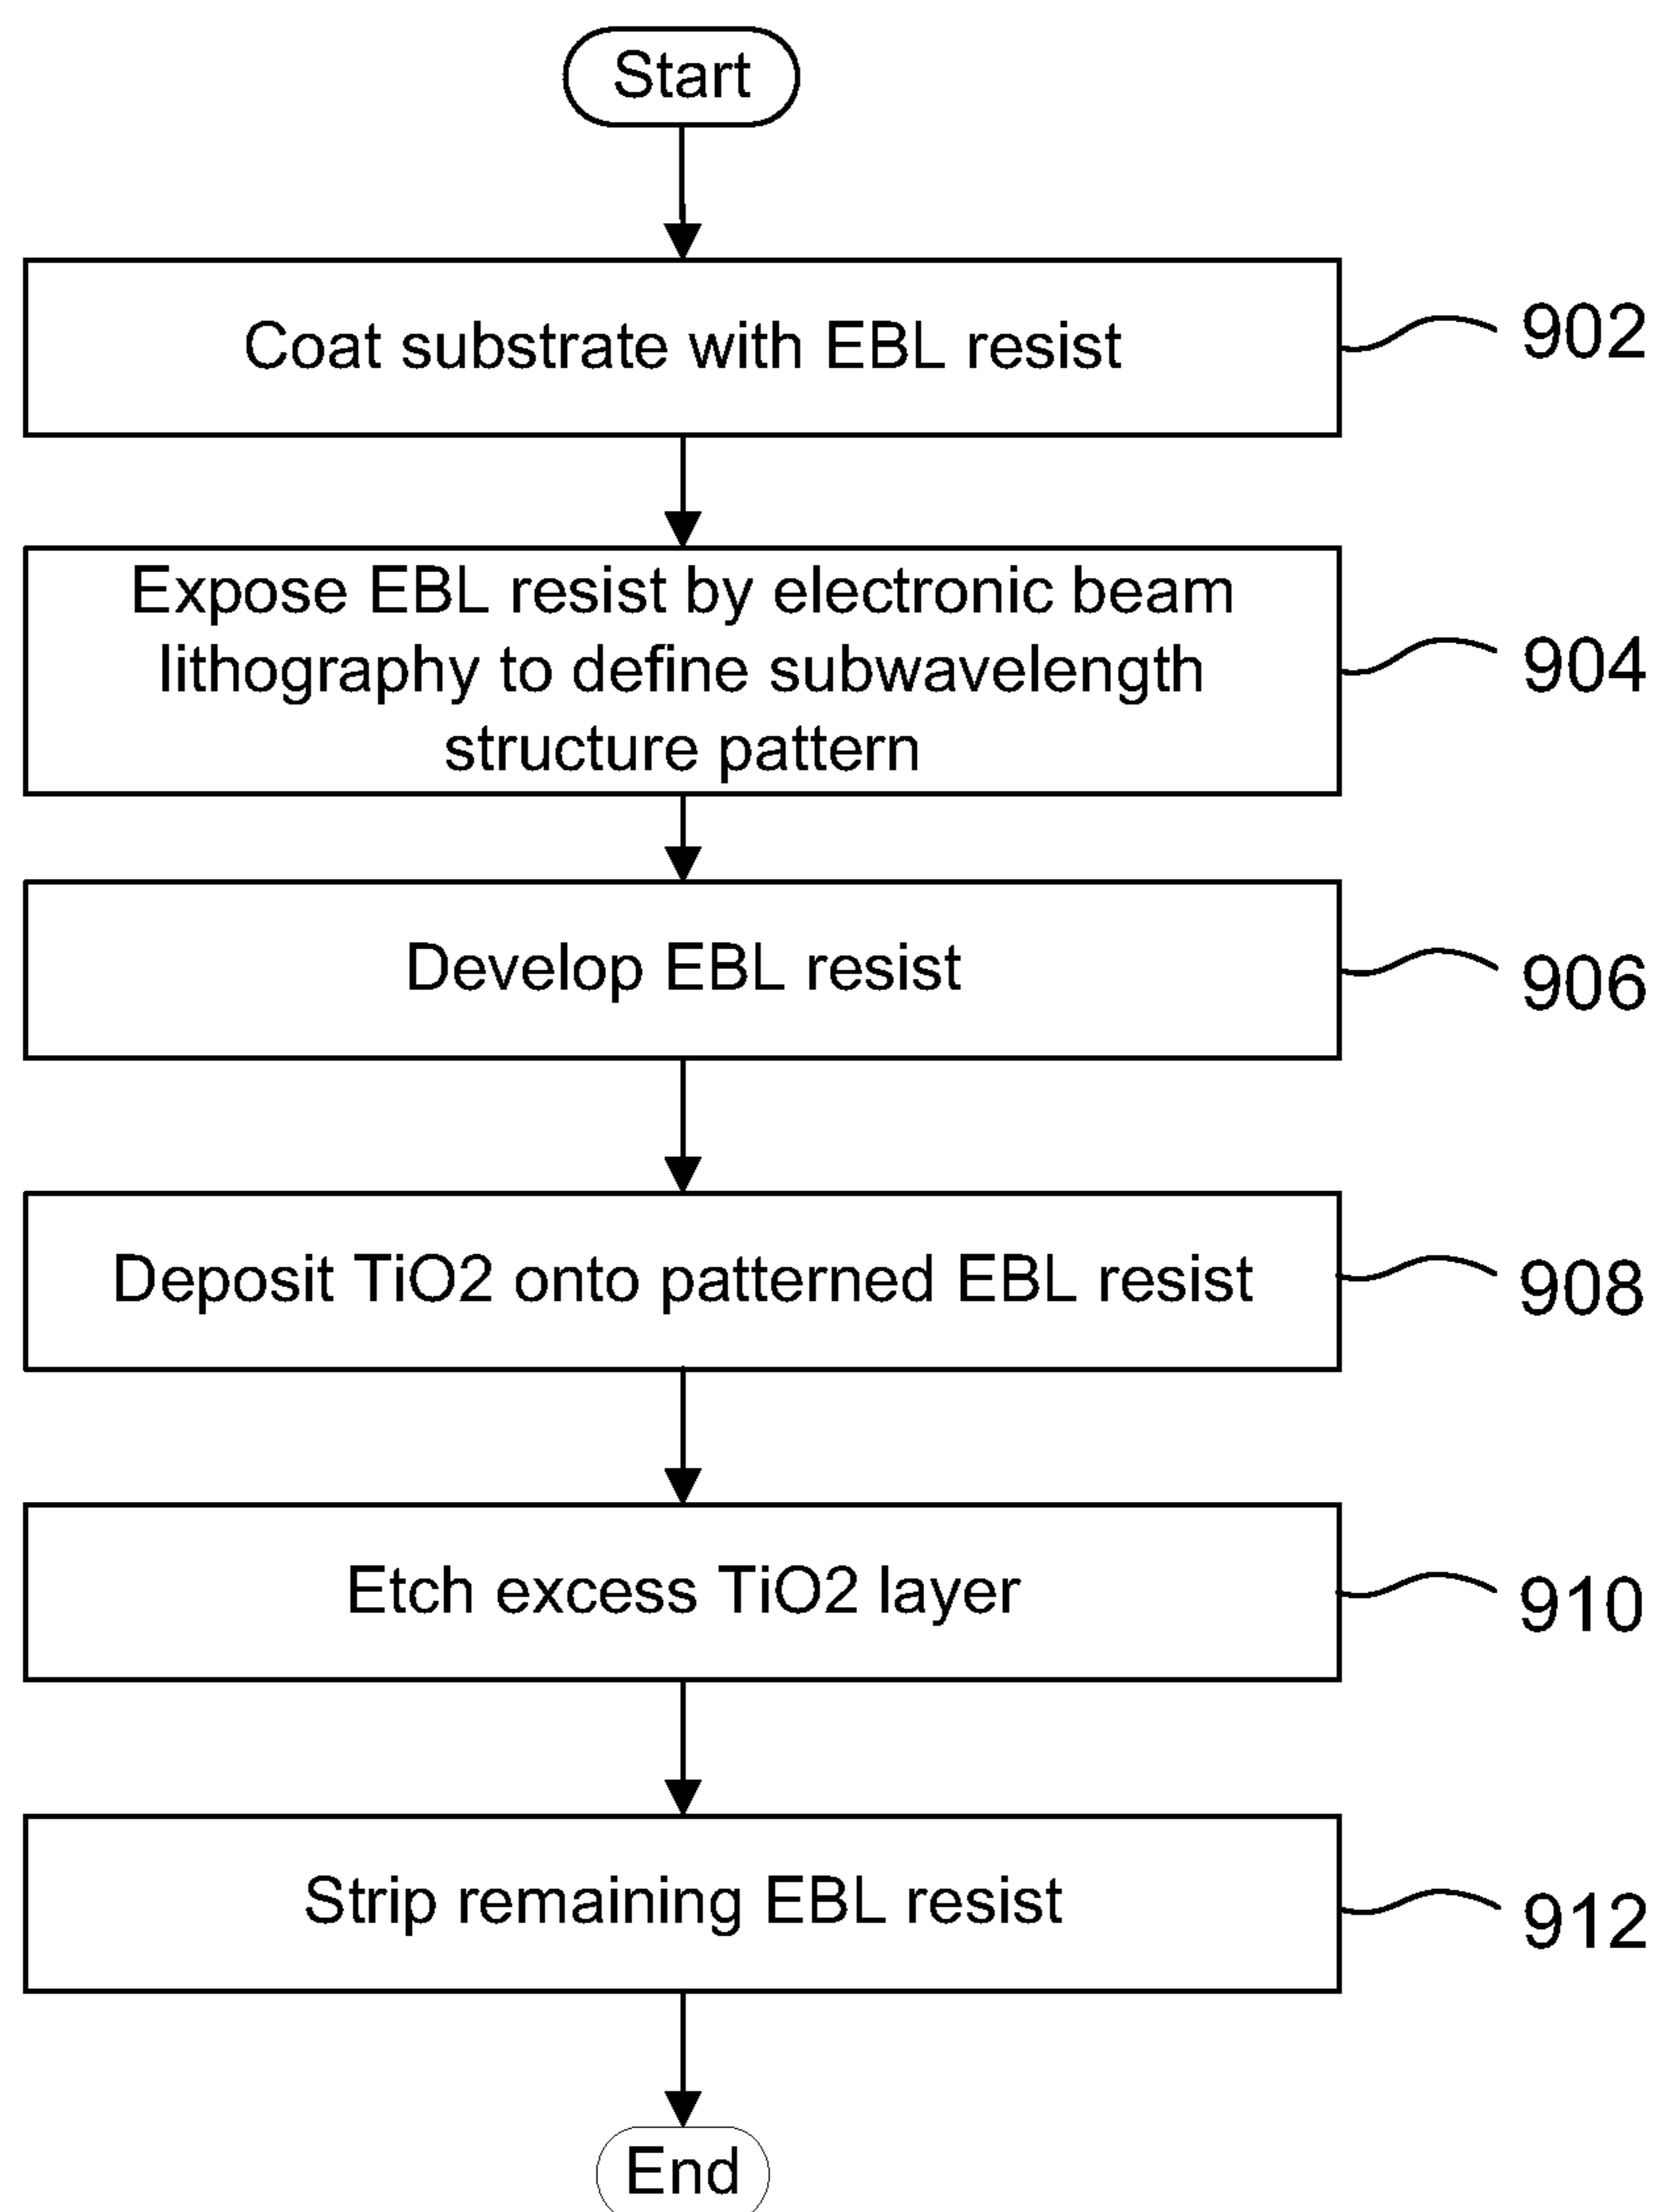 Start
Coat substrate with EBL resist
902
Expose EBL resist by electronic beam
lithography to define subwavelength
structure pattern
904
Develop EBL resist
906
Deposit TiO2 onto patterned EBL resist
908
Etch excess TiO2 layer
910
Strip remaining EBL resist
912
End